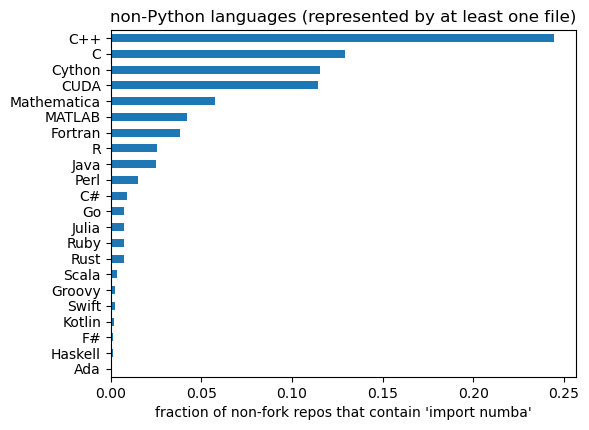 non-Python languages (represented by at least one file)
C++
C
Cython
CUDA
Mathematica
MATLAB
Fortran
R
Java
Perl
C#
Go
Julia
Ruby
Rust
Scala
Groovy
Swift
Kotlin
F#
Haskell
Ada
0.00 0.05 0.10 0.15 0.20 0.25
fraction of non-fork repos that contain 'import numba'